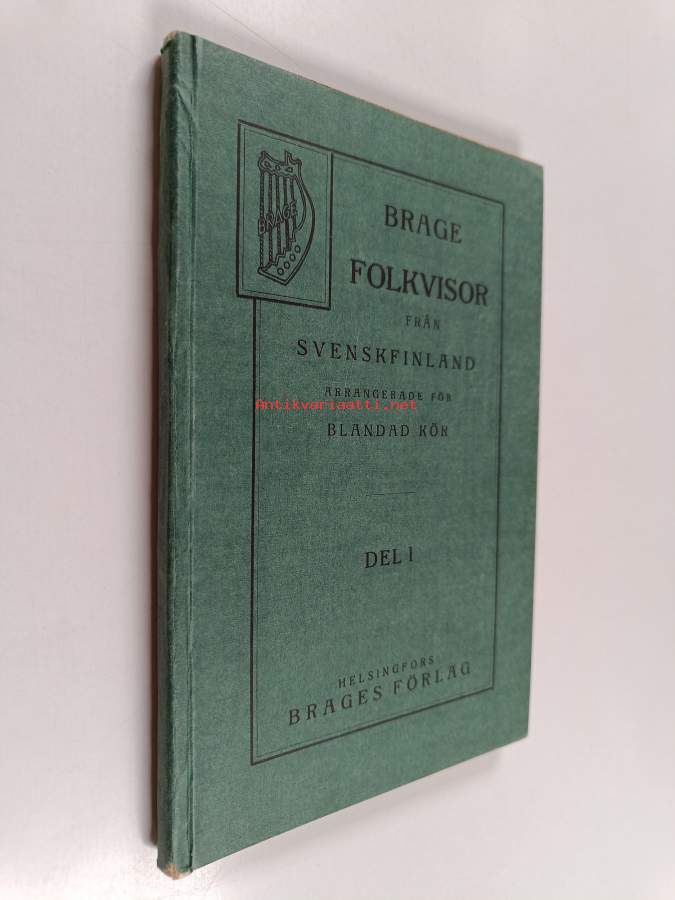 BRAGE
BRAGE
FOLKVISOR
FRÅN
SVENSKFINLAND
ARRANGERADE FÖR
Antikvariaatti.net
BLANDAD KÖR
DEL I
HELSINGFORS
BRAGES FÖRLAG